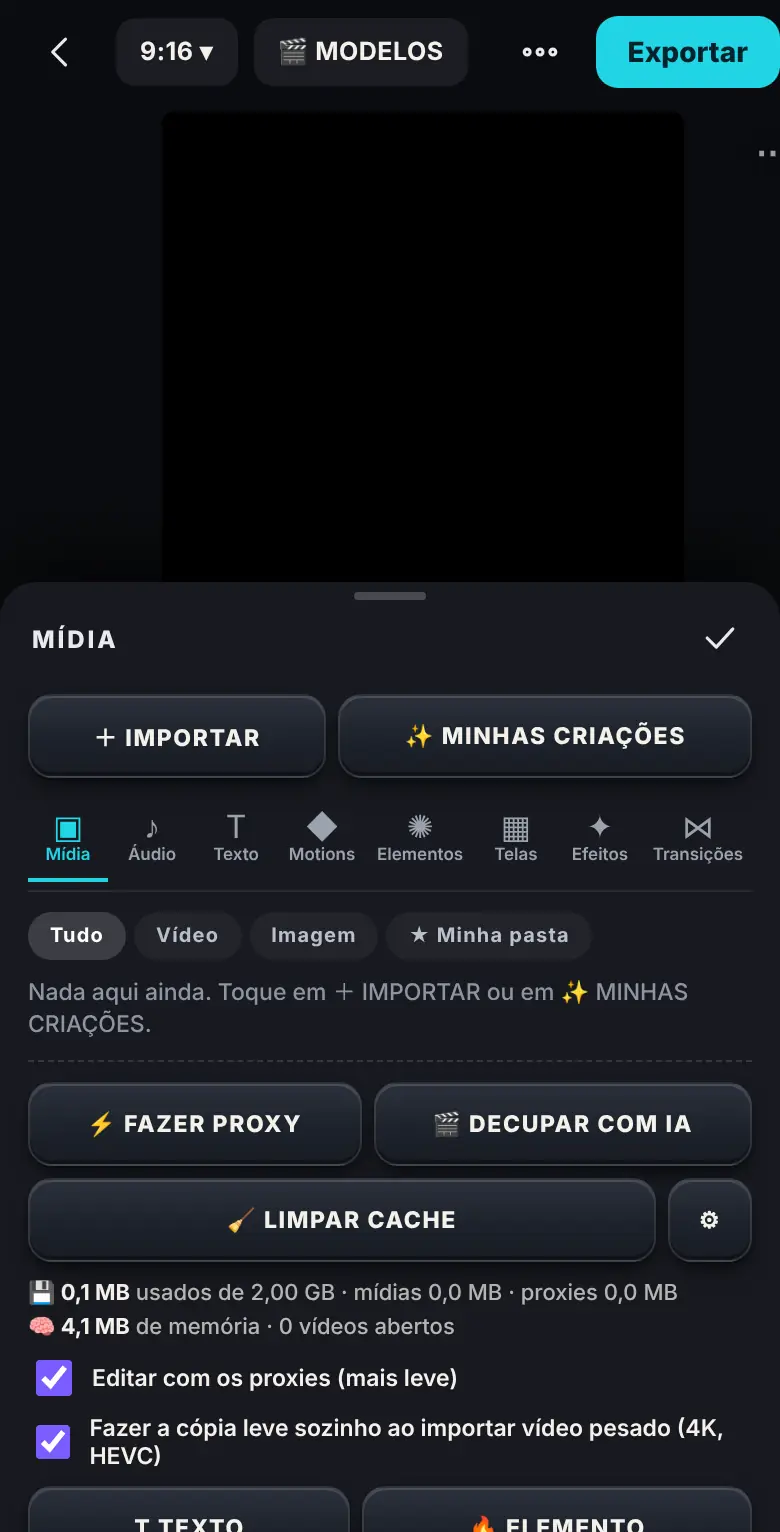 9:16 ▾
🎬 MODELOS
Exportar
MÍDIA
＋ IMPORTAR
✨ MINHAS CRIAÇÕES
Mídia
Áudio
Texto
Motions
Elementos
Telas
Efeitos
Transições
Tudo
Vídeo
Imagem
★ Minha pasta
Nada aqui ainda. Toque em ＋ IMPORTAR ou em ✨ MINHAS
CRIAÇÕES.
⚡ FAZER PROXY
🎬 DECUPAR COM IA
🧹 LIMPAR CACHE
💾 0,1 MB usados de 2,00 GB · mídias 0,0 MB · proxies 0,0 MB
🧠 4,1 MB de memória · 0 vídeos abertos
Editar com os proxies (mais leve)
Fazer a cópia leve sozinho ao importar vídeo pesado (4K,
HEVC)
T TEXTO
🔥 ELEMENTO